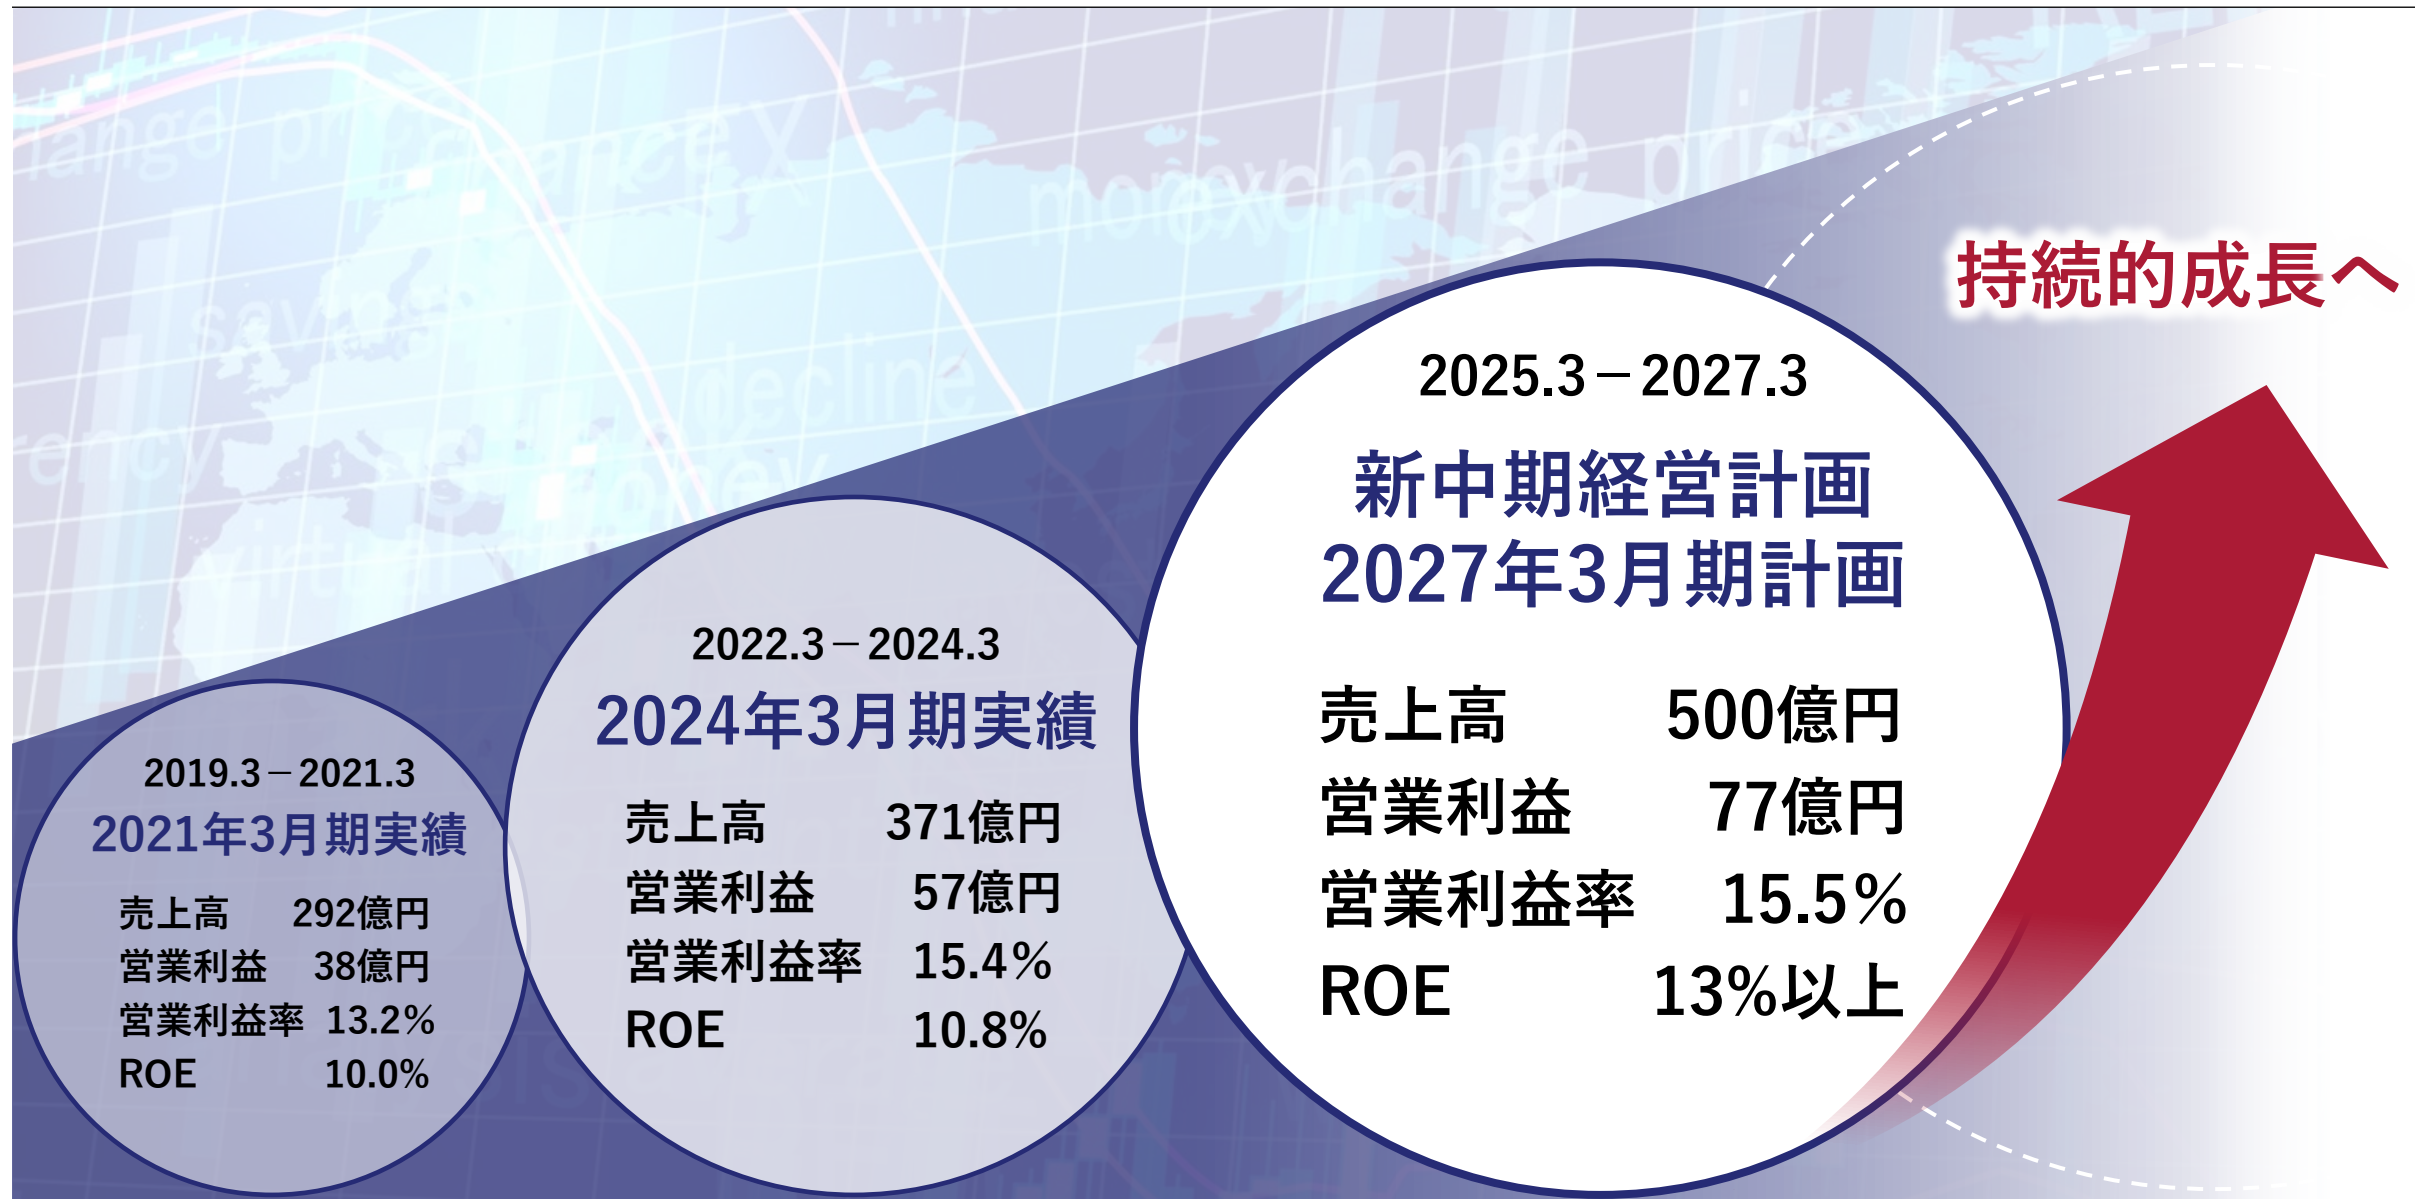 持続的成長へ
2019.3－2021.3
2021年3月期実績
売上高 292億円
営業利益 38億円
営業利益率 13.2％
ROE 10.0%
2022.3－2024.3
2024年3月期実績
売上高 371億円
営業利益 57億円
営業利益率 15.4％
ROE 10.8%
2025.3－2027.3
新中期経営計画
2027年3月期計画
売上高 500億円
営業利益 77億円
営業利益率 15.5％
ROE 13%以上
exchange price
decline
money
virtual